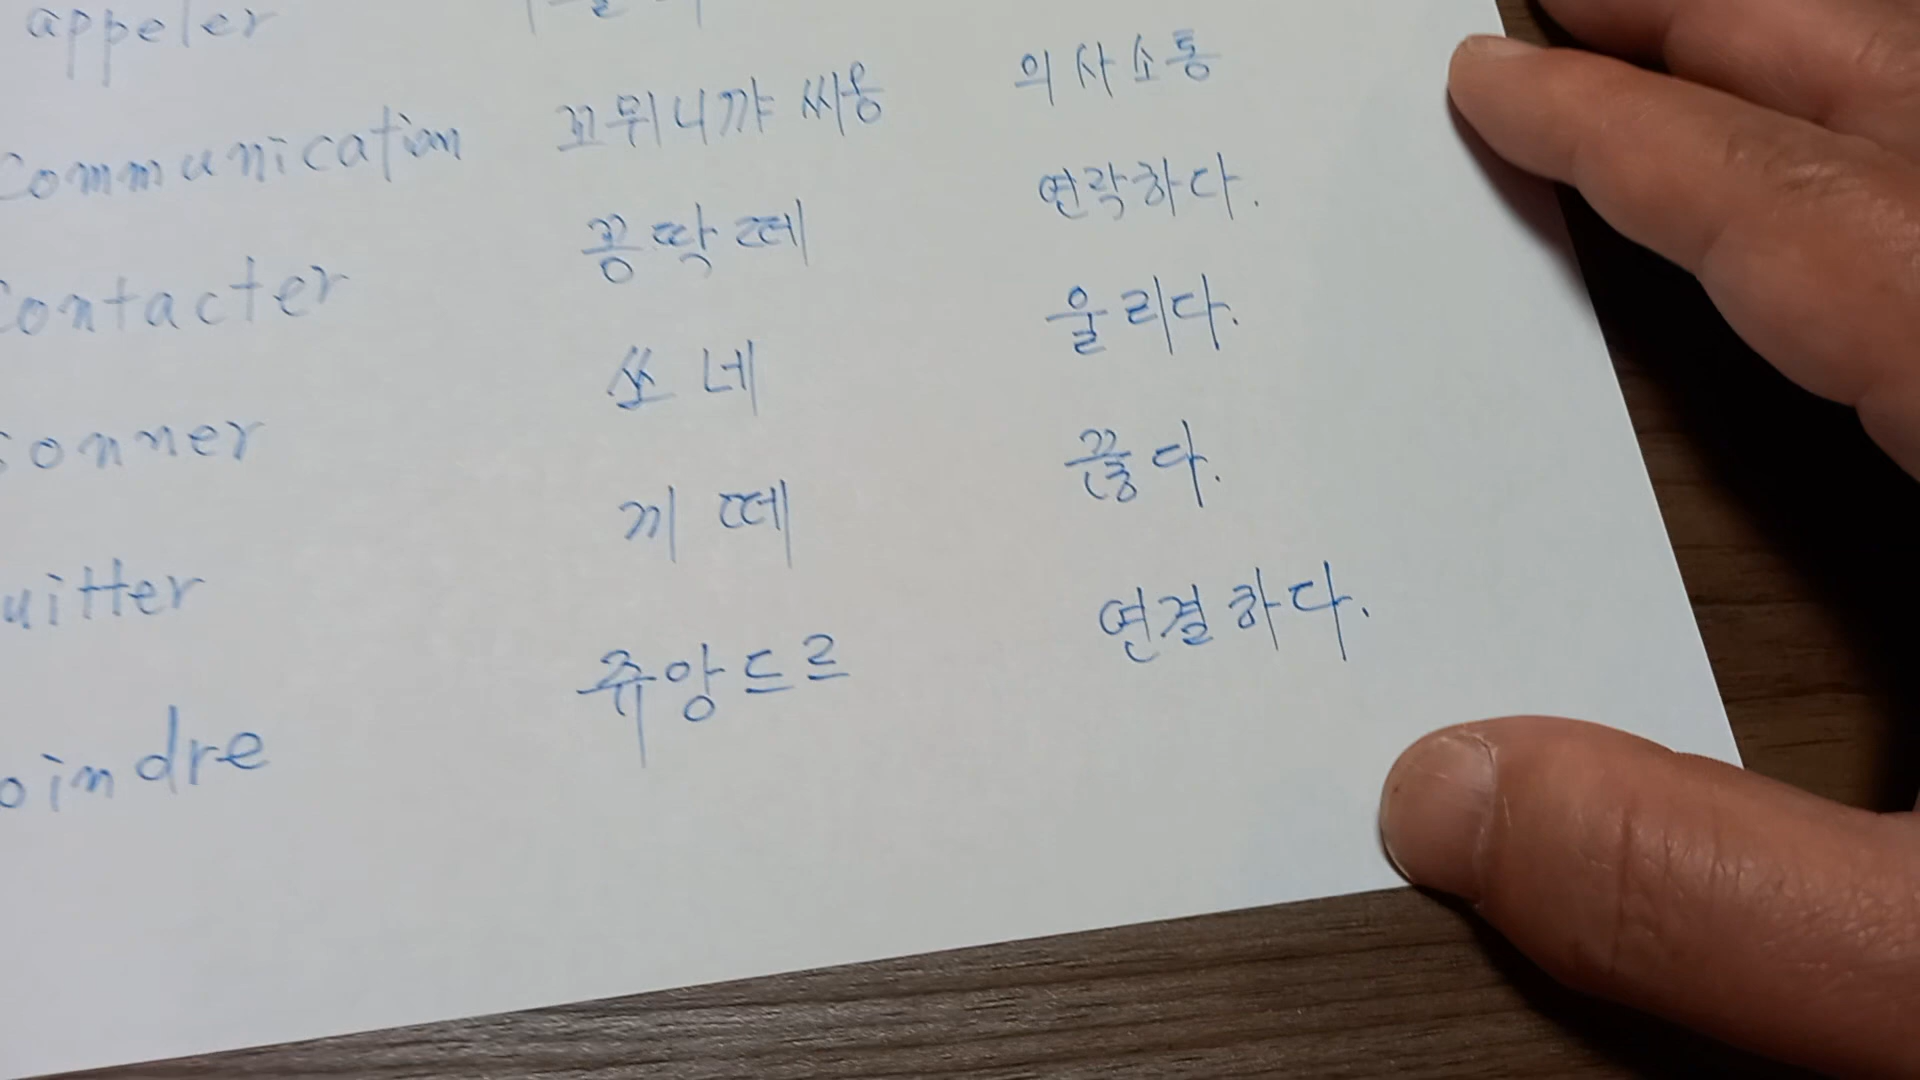 appeler
communication 꼬뮈니꺄 씨용 의사소통
contacter 꽁딱떼 연락하다.
sonner 쏘네 울리다.
uitter 끼떼 끊다.
oindre 쥬앙드르 연결하다.